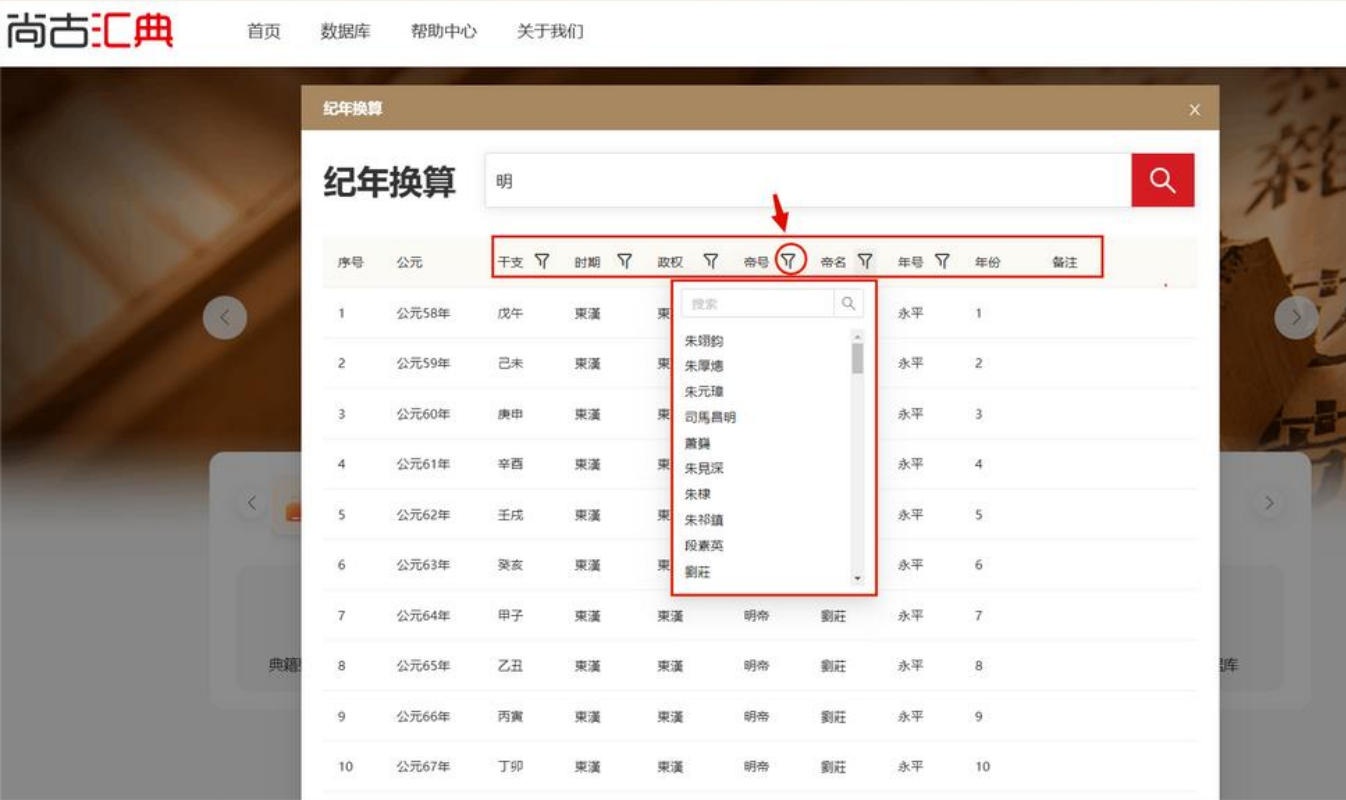 尚古汇典 首页 数据库 帮助中心 关于我们
纪年换算
纪年换算 明
序号 公元 干支 时期 政权 帝号 帝名 年号 年份 备注
搜索
朱翊鈞
朱厚熜
朱元璋
司馬昌明
蕭巋
朱見深
朱棣
朱祁鎮
段素英
劉莊
1 公元58年 戊午 東漢 東 永平 1
2 公元59年 己未 東漢 東 永平 2
3 公元60年 庚申 東漢 東 永平 3
4 公元61年 辛酉 東漢 東 永平 4
5 公元62年 壬戌 東漢 東 永平 5
6 公元63年 癸亥 東漢 東 永平 6
7 公元64年 甲子 東漢 東漢 明帝 劉莊 永平 7
8 公元65年 乙丑 東漢 東漢 明帝 劉莊 永平 8
9 公元66年 丙寅 東漢 東漢 明帝 劉莊 永平 9
10 公元67年 丁卯 東漢 東漢 明帝 劉莊 永平 10
典籍
库